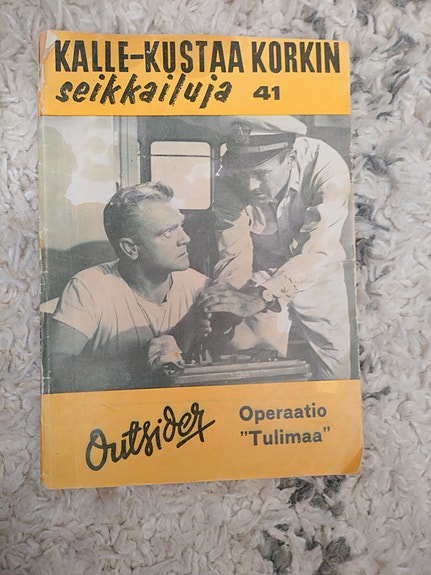 KALLE-KUSTAA KORKIN
seikkailuja 41
Outsider
Operaatio
"Tulimaa"